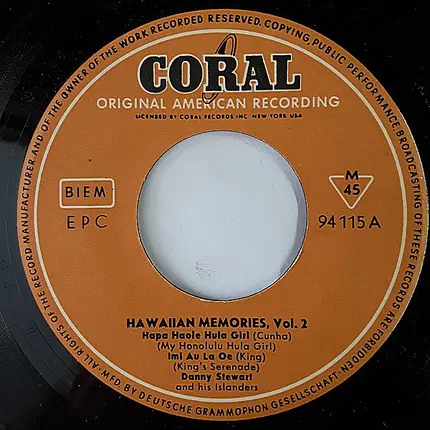 ALL RIGHTS OF THE RECORD MANUFACTURER AND OF THE OWNER OF THE WORK RECORDED RESERVED. COPYING, PUBLIC PERFORMANCE BROADCASTING OF THESE RECORDS ARE FORBIDDEN
CORAL
ORIGINAL AMERICAN RECORDING
LICENSED BY CORAL RECORDS INC. NEW YORK USA
BIEM
EPC
M
45
94 115 A
HAWAIIAN MEMORIES, Vol. 2
Hapa Haole Hula Girl (Cunha)
(My Honolulu Hula Girl)
Imi Au La Oe (King)
(King's Serenade)
Danny Stewart
and his Islanders
MFD BY DEUTSCHE GRAMMOPHON GESELLSCHAFT